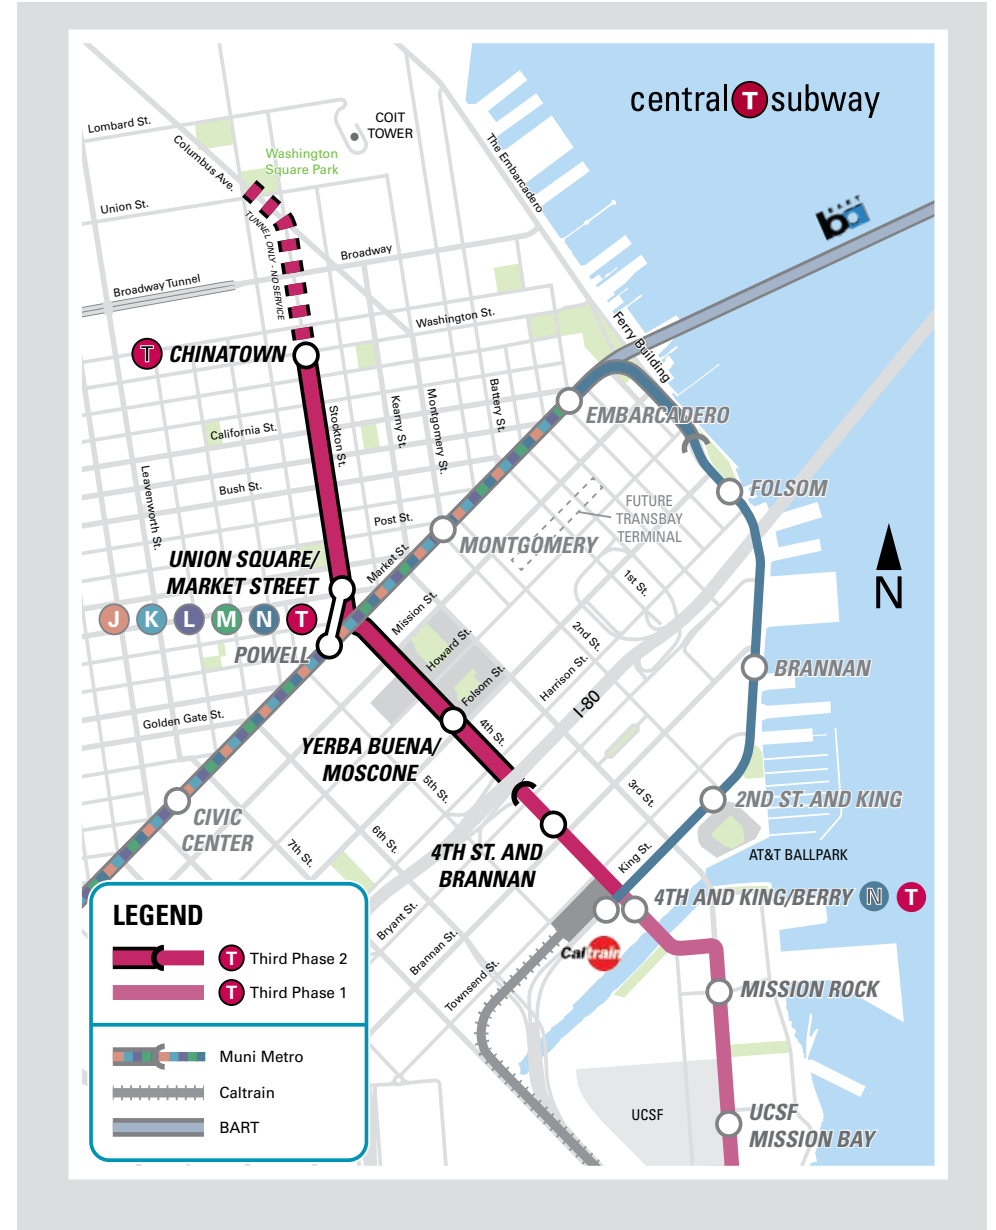 central T subway
COIT
TOWER
Lombard St.
Columbus Ave.
Washington
Square Park
The Embarcadero
BART
ba
Union St.
TUNNEL ONLY - NO SERVICE
Broadway
Broadway Tunnel
Washington St.
Ferry Building
T CHINATOWN
Stockton St.
Kearny St.
Montgomery St.
Battery St.
EMBARCADERO
California St.
Leavenworth St.
Bush St.
FOLSOM
Post St.
FUTURE
TRANSBAY
TERMINAL
MONTGOMERY
UNION SQUARE/
MARKET STREET
Market St.
N
1st St.
J K L M N T
Mission St.
POWELL
Howard St.
2nd St.
Folsom St.
Harrison St.
BRANNAN
I-80
Golden Gate St.
4th St.
YERBA BUENA/
MOSCONE
5th St.
3rd St.
2ND ST. AND KING
CIVIC
CENTER
6th St.
7th St.
4TH ST. AND
BRANNAN
King St.
AT&T BALLPARK
4TH AND KING/BERRY N T
Bryant St.
Brannan St.
Caltrain
Townsend St.
MISSION ROCK
UCSF
UCSF
MISSION BAY
LEGEND
T Third Phase 2
T Third Phase 1
Muni Metro
Caltrain
BART